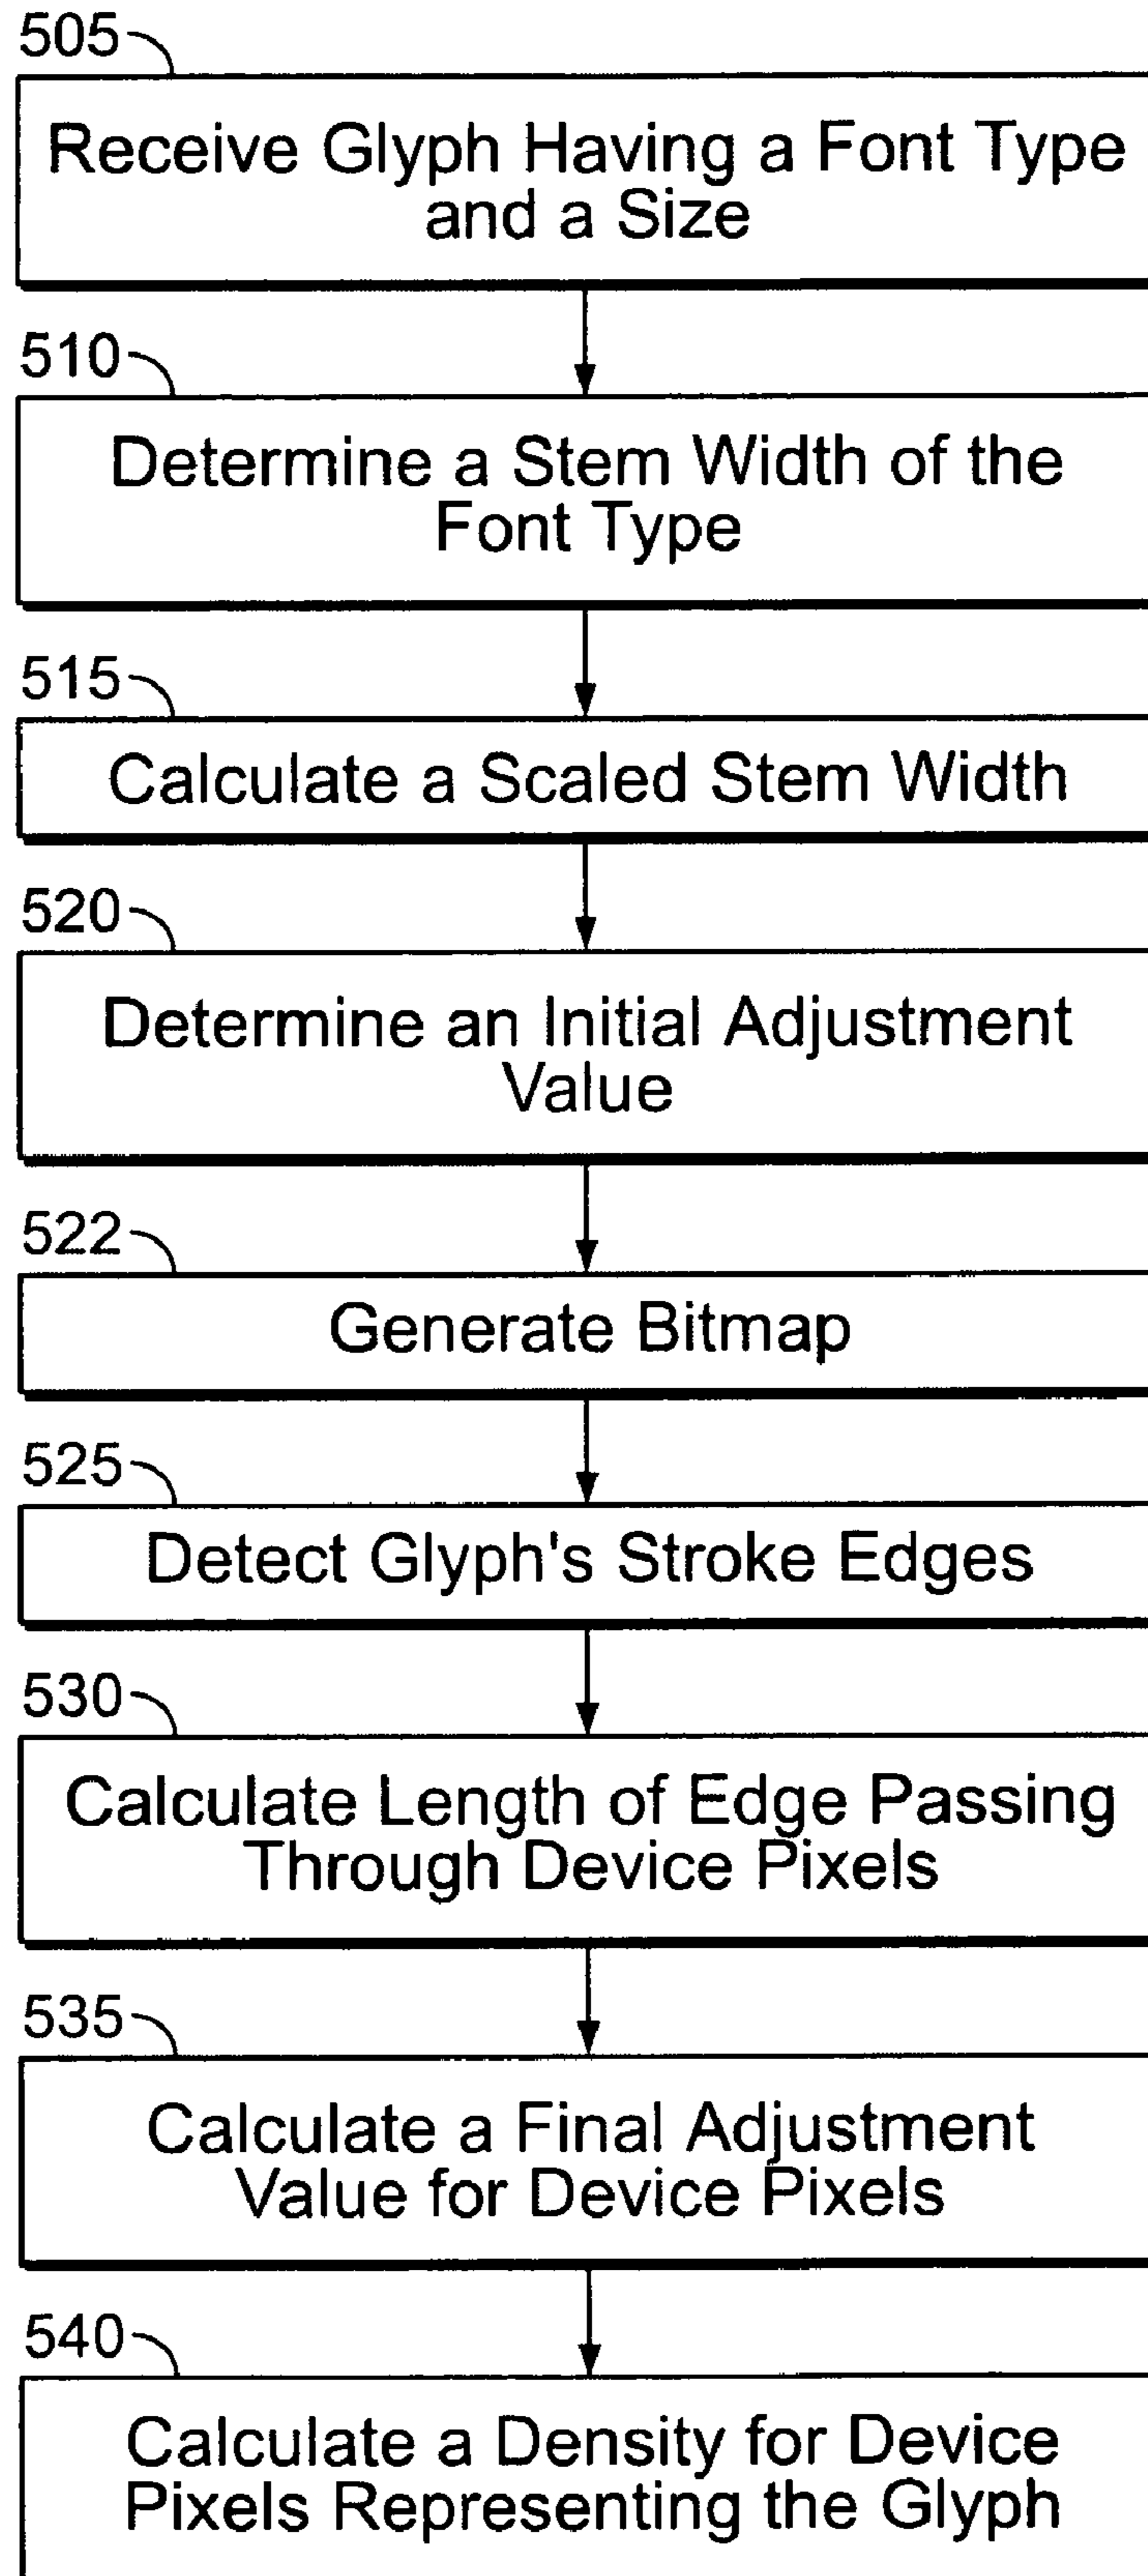 505
Receive Glyph Having a Font Type
and a Size
510
Determine a Stem Width of the
Font Type
515
Calculate a Scaled Stem Width
520
Determine an Initial Adjustment
Value
522
Generate Bitmap
525
Detect Glyph's Stroke Edges
530
Calculate Length of Edge Passing
Through Device Pixels
535
Calculate a Final Adjustment
Value for Device Pixels
540
Calculate a Density for Device
Pixels Representing the Glyph